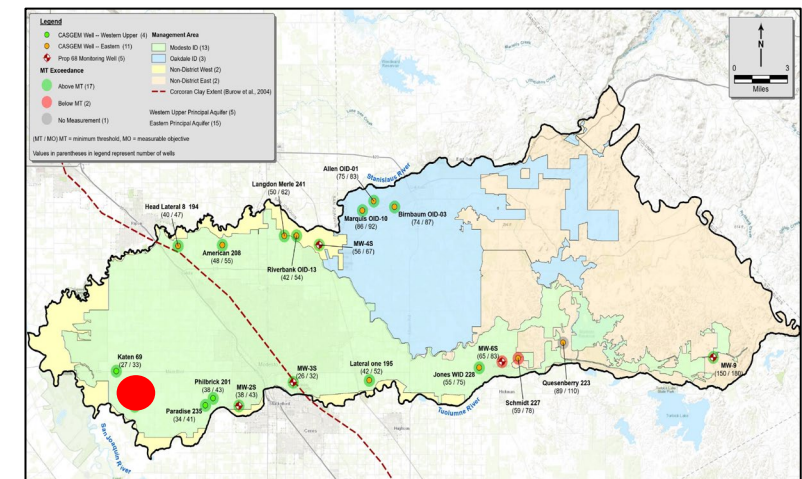 Legend
CASGEM Well -- Western Upper (4)
CASGEM Well -- Eastern (11)
Prop 68 Monitoring Well (5)
MT Exceedance
Above MT (17)
Below MT (2)
No Measurement (1)
Management Area
Modesto ID (13)
Oakdale ID (3)
Non-District West (2)
Non-District East (2)
Corcoran Clay Extent (Burow et al., 2004)
Western Upper Principal Aquifer (5)
Eastern Principal Aquifer (15)
(MT / MO) MT = minimum threshold, MO = measurable objective
Values in parentheses in legend represent number of wells
N
0 3
Miles
Allen OID-01
(75 / 83)
Stanislaus River
Langdon Merle 241
(50 / 62)
Head Lateral 8 194
(40 / 47)
Marquis OID-10
(86 / 92)
Birnbaum OID-03
(74 / 87)
American 208
(48 / 55)
Riverbank OID-13
(42 / 54)
MW-4S
(56 / 67)
Katen 69
(27 / 33)
Philbrick 201
(38 / 43)
Paradise 235
(34 / 41)
MW-2S
(38 / 43)
MW-3S
(26 / 32)
Lateral one 195
(42 / 52)
Jones WID 228
(55 / 75)
MW-6S
(65 / 83)
Schmidt 227
(59 / 78)
Quesenberry 223
(89 / 110)
MW-9
(150 / 180)
Tuolumne River
San Joaquin River